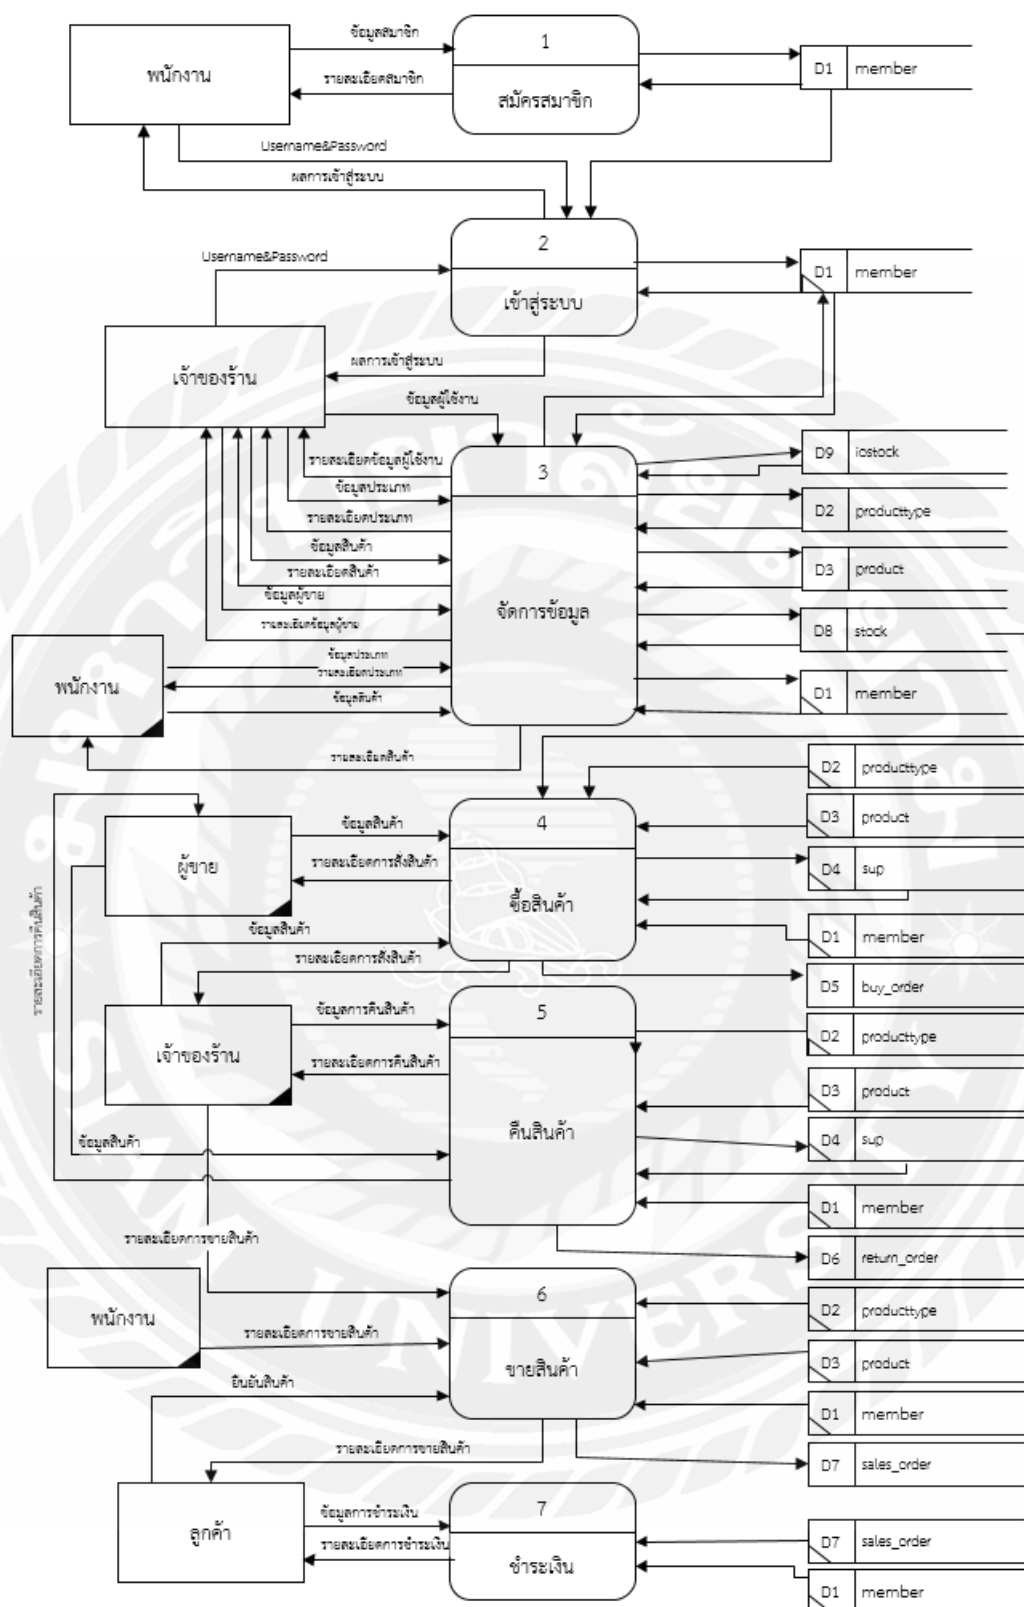 พนักงาน
ข้อมูลสมาชิก
รายละเอียดสมาชิก
1
สมัครสมาชิก
D1 member
Username&Password
ผลการเข้าสู่ระบบ
2
เข้าสู่ระบบ
D1 member
Username&Password
เจ้าของร้าน
ผลการเข้าสู่ระบบ
ข้อมูลผู้ใช้งาน
รายละเอียดข้อมูลผู้ใช้งาน
ข้อมูลประเภท
รายละเอียดประเภท
ข้อมูลสินค้า
รายละเอียดสินค้า
ข้อมูลผู้ขาย
รายละเอียดข้อมูลผู้ขาย
3
จัดการข้อมูล
D9 iostock
D2 producttype
D3 product
D8 stock
D1 member
พนักงาน
ข้อมูลประเภท
รายละเอียดประเภท
ข้อมูลสินค้า
รายละเอียดสินค้า
ผู้ขาย
ข้อมูลสินค้า
รายละเอียดการสั่งสินค้า
4
ซื้อสินค้า
D2 producttype
D3 product
D4 sup
D1 member
D5 buy_order
รายละเอียดการคืนสินค้า
ข้อมูลสินค้า
รายละเอียดการสั่งสินค้า
เจ้าของร้าน
ข้อมูลการคืนสินค้า
รายละเอียดการคืนสินค้า
ข้อมูลสินค้า
5
คืนสินค้า
D2 producttype
D3 product
D4 sup
D1 member
D6 return_order
รายละเอียดการขายสินค้า
พนักงาน
รายละเอียดการขายสินค้า
ยืนยันสินค้า
6
ขายสินค้า
D2 producttype
D3 product
D1 member
D7 sales_order
รายละเอียดการขายสินค้า
ลูกค้า
ข้อมูลการชำระเงิน
รายละเอียดการชำระเงิน
7
ชำระเงิน
D7 sales_order
D1 member
SIAM UNIVERSITY